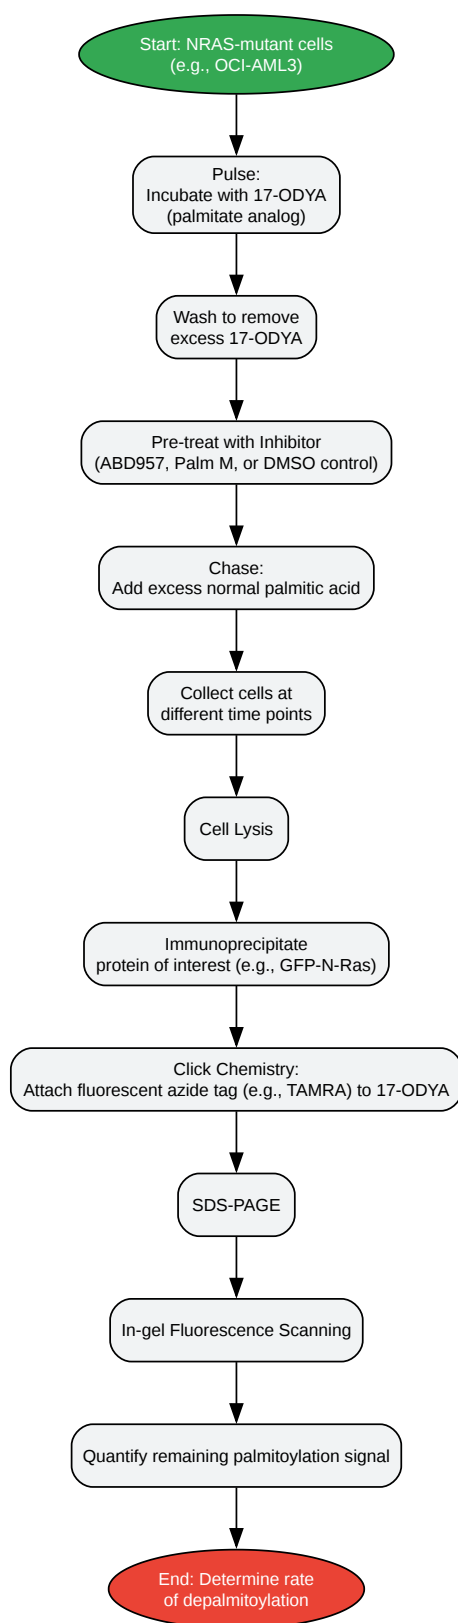 Start: NRAS-mutant cells
(e.g., OCI-AML3)
Pulse:
Incubate with 17-ODYA
(palmitate analog)
Wash to remove
excess 17-ODYA
Pre-treat with Inhibitor
(ABD957, Palm M, or DMSO control)
Chase:
Add excess normal palmitic acid
Collect cells at
different time points
Cell Lysis
Immunoprecipitate
protein of interest (e.g., GFP-N-Ras)
Click Chemistry:
Attach fluorescent azide tag (e.g., TAMRA) to 17-ODYA
SDS-PAGE
In-gel Fluorescence Scanning
Quantify remaining palmitoylation signal
End: Determine rate
of depalmitoylation